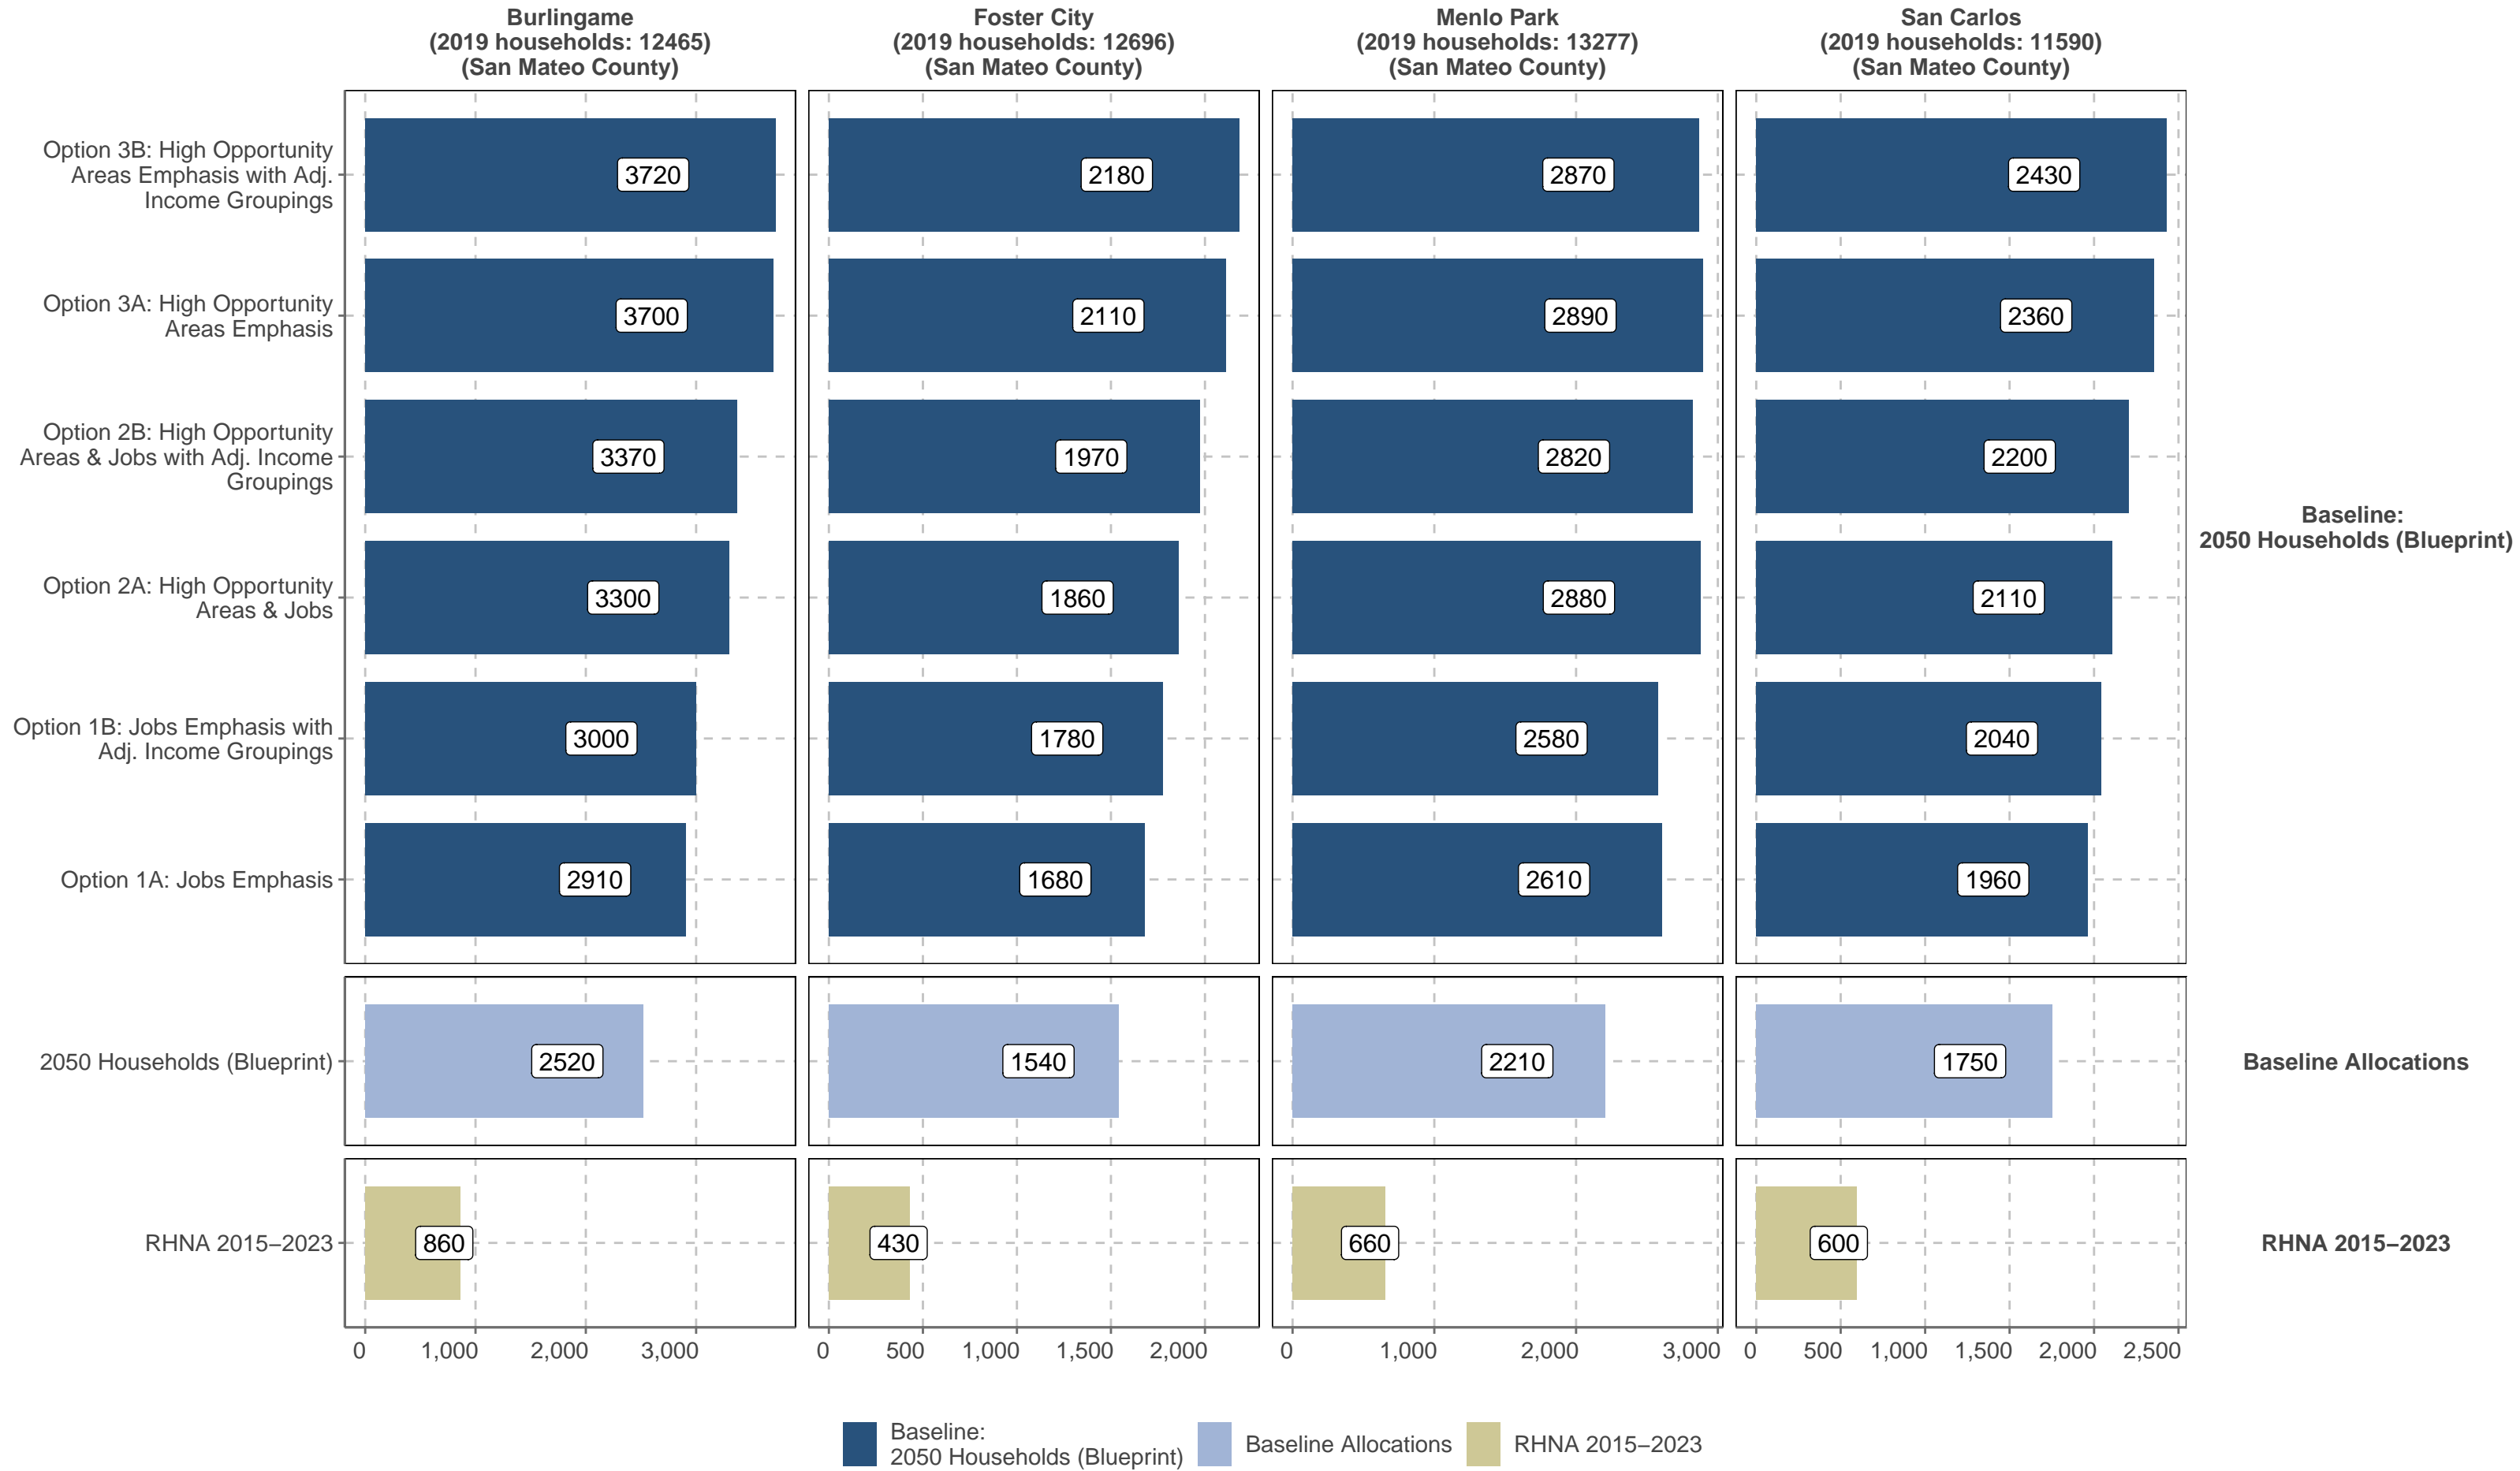 Burlingame
(2019 households: 12465)
(San Mateo County)
Foster City
(2019 households: 12696)
(San Mateo County)
Menlo Park
(2019 households: 13277)
(San Mateo County)
San Carlos
(2019 households: 11590)
(San Mateo County)
Option 3B: High Opportunity
Areas Emphasis with Adj.
Income Groupings
3720
2180
2870
2430
Option 3A: High Opportunity
Areas Emphasis
3700
2110
2890
2360
Option 2B: High Opportunity
Areas & Jobs with Adj. Income
Groupings
3370
1970
2820
2200
Baseline:
2050 Households (Blueprint)
Option 2A: High Opportunity
Areas & Jobs
3300
1860
2880
2110
Option 1B: Jobs Emphasis with
Adj. Income Groupings
3000
1780
2580
2040
Option 1A: Jobs Emphasis
2910
1680
2610
1960
2050 Households (Blueprint)
2520
1540
2210
1750
Baseline Allocations
RHNA 2015−2023
860
430
660
600
RHNA 2015−2023
0 1,000 2,000 3,000
0 500 1,000 1,500 2,000
0 1,000 2,000 3,000
0 500 1,000 1,500 2,000 2,500
Baseline:
2050 Households (Blueprint)
Baseline Allocations
RHNA 2015−2023